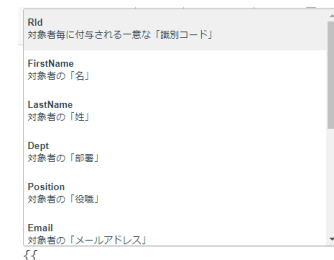 RId
対象者毎に付与される一意な「識別コード」
FirstName
対象者の「名」
LastName
対象者の「姓」
Dept
対象者の「部署」
Position
対象者の「役職」
Email
対象者の「メールアドレス」
{{